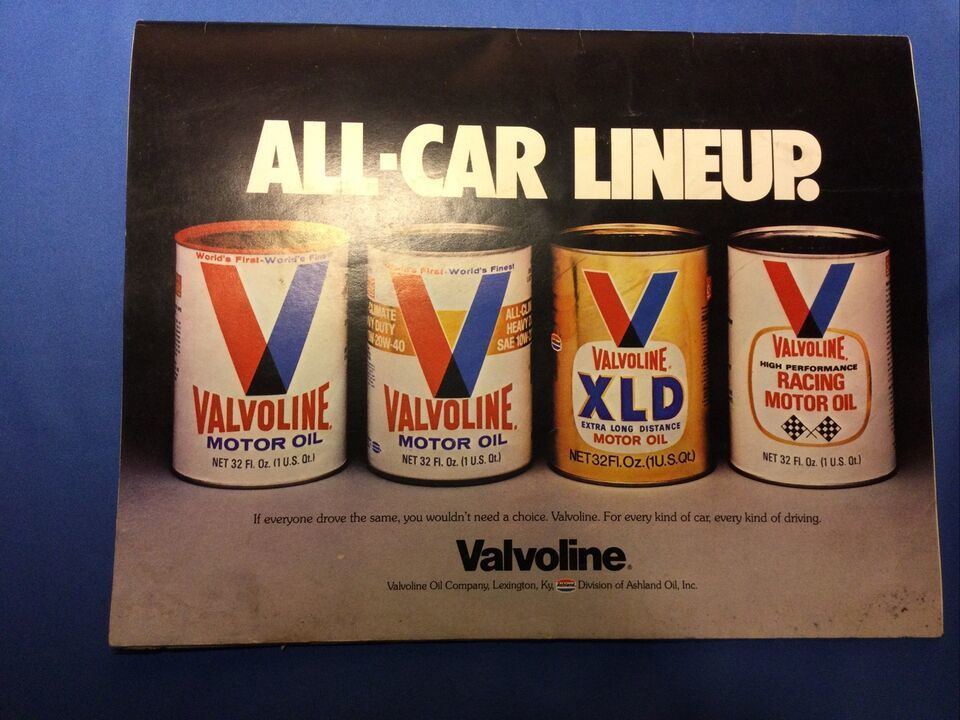 ALL-CAR LINEUP.
World's First-World's
VALVOLINE
MOTOR OIL
NET 32 Fl. Oz. (1 U.S. Qt.)
First-World's Finest
20W-40
HEAVY
SAE
VALVOLINE.
MOTOR OIL
NET 32 Fl. Oz. (1 U.S. Qt.)
VALVOLINE.
XLD
EXTRA LONG DISTANCE
MOTOR OIL
NET 32 Fl. Oz. (1 U.S. Qt.)
VALVOLINE.
HIGH PERFORMANCE
RACING
MOTOR OIL
NET 32 Fl. Oz. (1 U.S. Qt.)
If everyone drove the same, you wouldn't need a choice. Valvoline. For every kind of car, every kind of driving.
Valvoline®
Valvoline Oil Company, Lexington, Ky. Division of Ashland Oil, Inc.